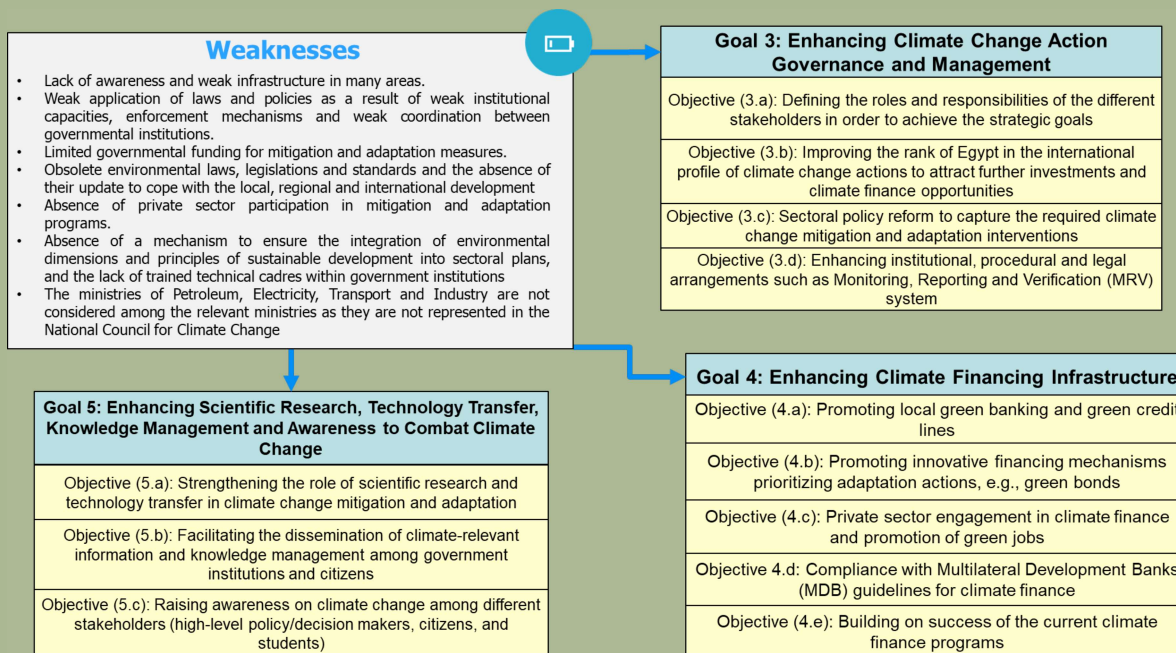 Weaknesses
• Lack of awareness and weak infrastructure in many areas.
• Weak application of laws and policies as a result of weak institutional
capacities, enforcement mechanisms and weak coordination between
governmental institutions.
• Limited governmental funding for mitigation and adaptation measures.
• Obsolete environmental laws, legislations and standards and the absence of
their update to cope with the local, regional and international development
• Absence of private sector participation in mitigation and adaptation
programs.
• Absence of a mechanism to ensure the integration of environmental
dimensions and principles of sustainable development into sectoral plans,
and the lack of trained technical cadres within government institutions
• The ministries of Petroleum, Electricity, Transport and Industry are not
considered among the relevant ministries as they are not represented in the
National Council for Climate Change
Goal 3: Enhancing Climate Change Action
Governance and Management
Objective (3.a): Defining the roles and responsibilities of the different
stakeholders in order to achieve the strategic goals
Objective (3.b): Improving the rank of Egypt in the international
profile of climate change actions to attract further investments and
climate finance opportunities
Objective (3.c): Sectoral policy reform to capture the required climate
change mitigation and adaptation interventions
Objective (3.d): Enhancing institutional, procedural and legal
arrangements such as Monitoring, Reporting and Verification (MRV)
system
Goal 5: Enhancing Scientific Research, Technology Transfer,
Knowledge Management and Awareness to Combat Climate
Change
Objective (5.a): Strengthening the role of scientific research and
technology transfer in climate change mitigation and adaptation
Objective (5.b): Facilitating the dissemination of climate-relevant
information and knowledge management among government
institutions and citizens
Objective (5.c): Raising awareness on climate change among different
stakeholders (high-level policy/decision makers, citizens, and
students)
Goal 4: Enhancing Climate Financing Infrastructure
Objective (4.a): Promoting local green banking and green credit
lines
Objective (4.b): Promoting innovative financing mechanisms
prioritizing adaptation actions, e.g., green bonds
Objective (4.c): Private sector engagement in climate finance
and promotion of green jobs
Objective 4.d: Compliance with Multilateral Development Banks
(MDB) guidelines for climate finance
Objective (4.e): Building on success of the current climate
finance programs